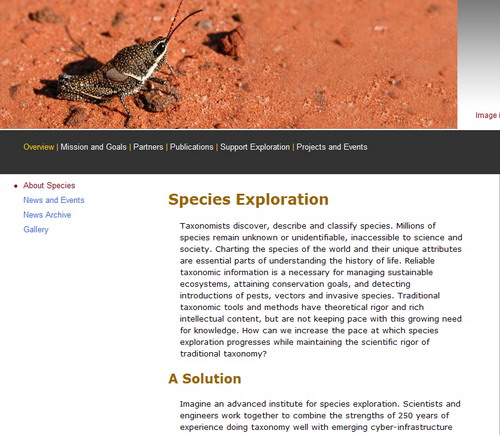 Image
Overview | Mission and Goals | Partners | Publications | Support Exploration | Projects and Events
• About Species
News and Events
News Archive
Gallery
Species Exploration
Taxonomists discover, describe and classify species. Millions of
species remain unknown or unidentifiable, inaccessible to science and
society. Charting the species of the world and their unique attributes
are essential parts of understanding the history of life. Reliable
taxonomic information is a necessary for managing sustainable
ecosystems, attaining conservation goals, and detecting
introductions of pests, vectors and invasive species. Traditional
taxonomic tools and methods have theoretical rigor and rich
intellectual content, but are not keeping pace with this growing need
for knowledge. How can we increase the pace at which species
exploration progresses while maintaining the scientific rigor of
traditional taxonomy?
A Solution
Imagine an advanced institute for species exploration. Scientists and
engineers work together to combine the strengths of 250 years of
experience doing taxonomy well with emerging cyber-infrastructure